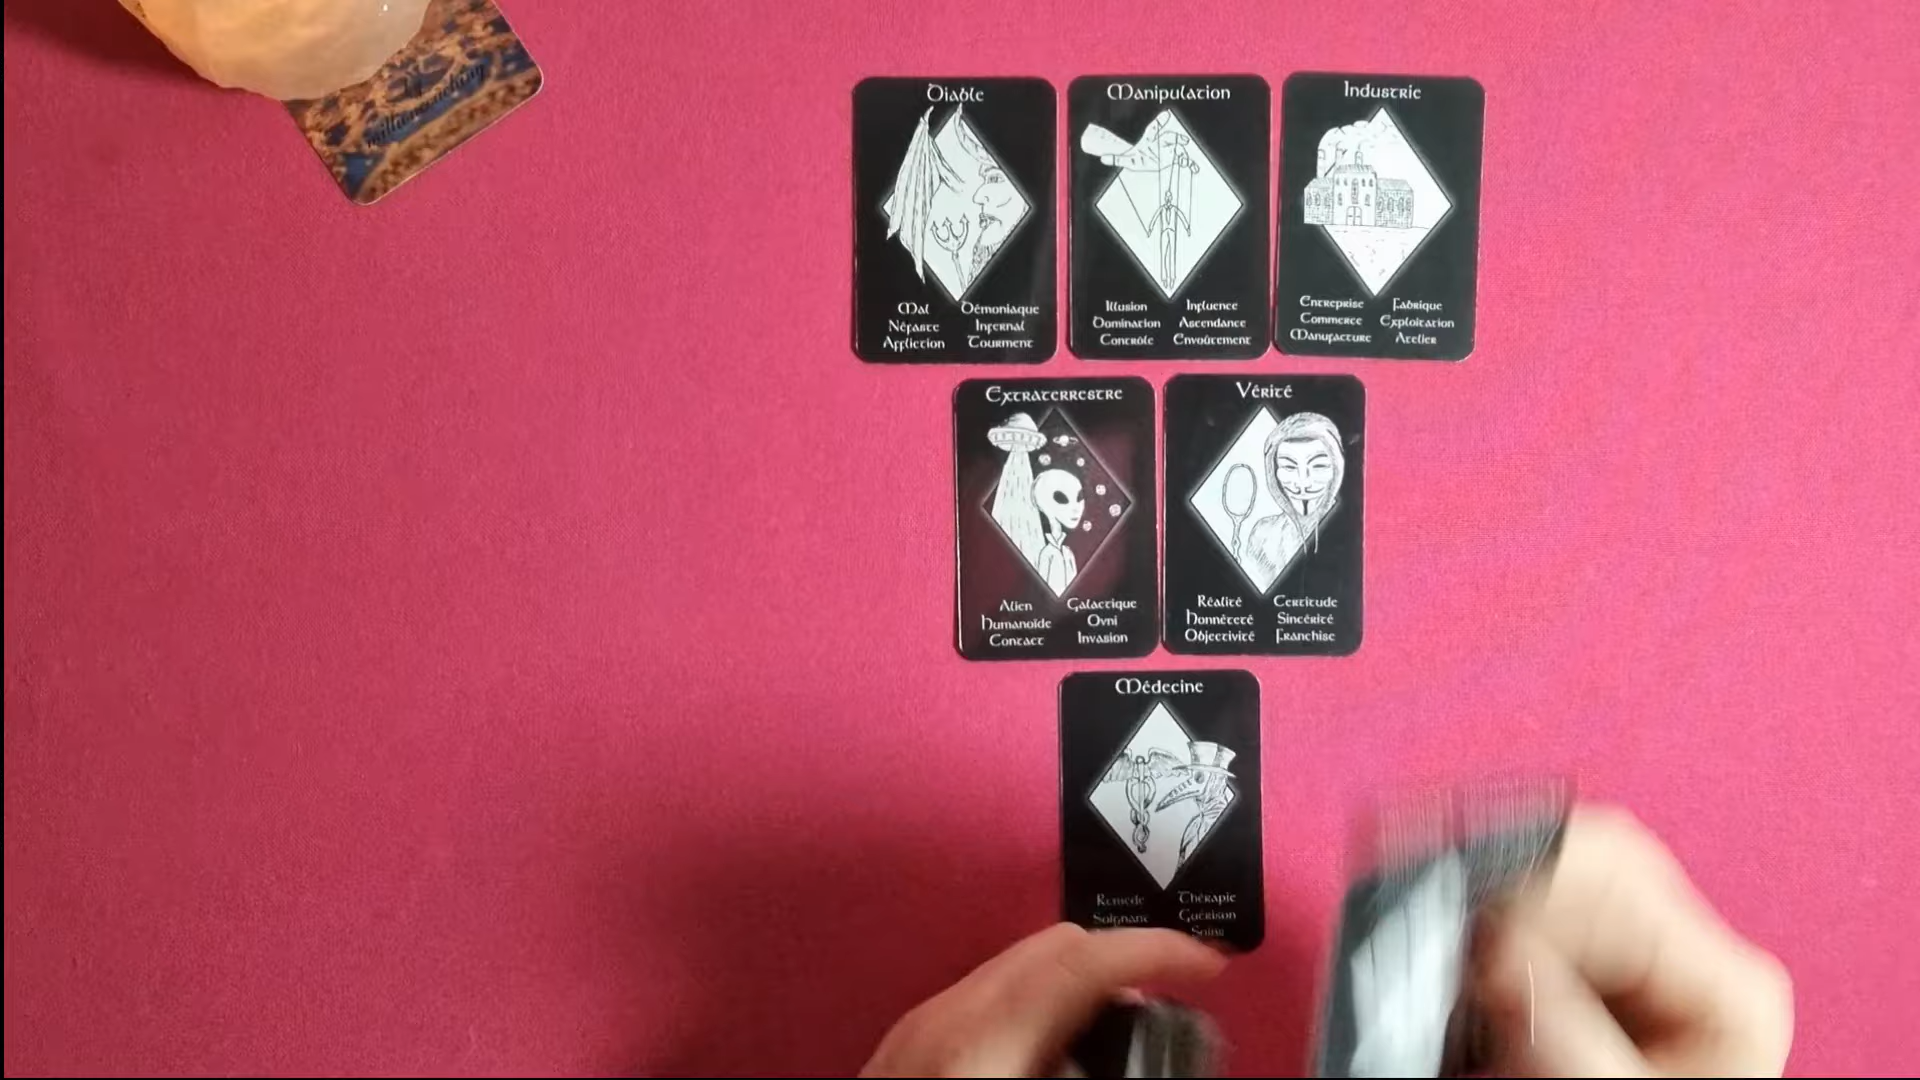 Diable
Mal Démoniaque
Néfaste Infernal
Affliction Tourment
Manipulation
Illusion Influence
Domination Ascendance
Contrôle Envoûtement
Industrie
Entreprise Fabrique
Commerce Exploitation
Manufacture Atelier
Extraterrestre
Alien Galactique
Humanoïde Ovni
Contact Invasion
Vérité
Réalité Certitude
Honnêteté Sincérité
Objectivité Franchise
Médecine
Remède Thérapie
Soignant Guérison
Soins